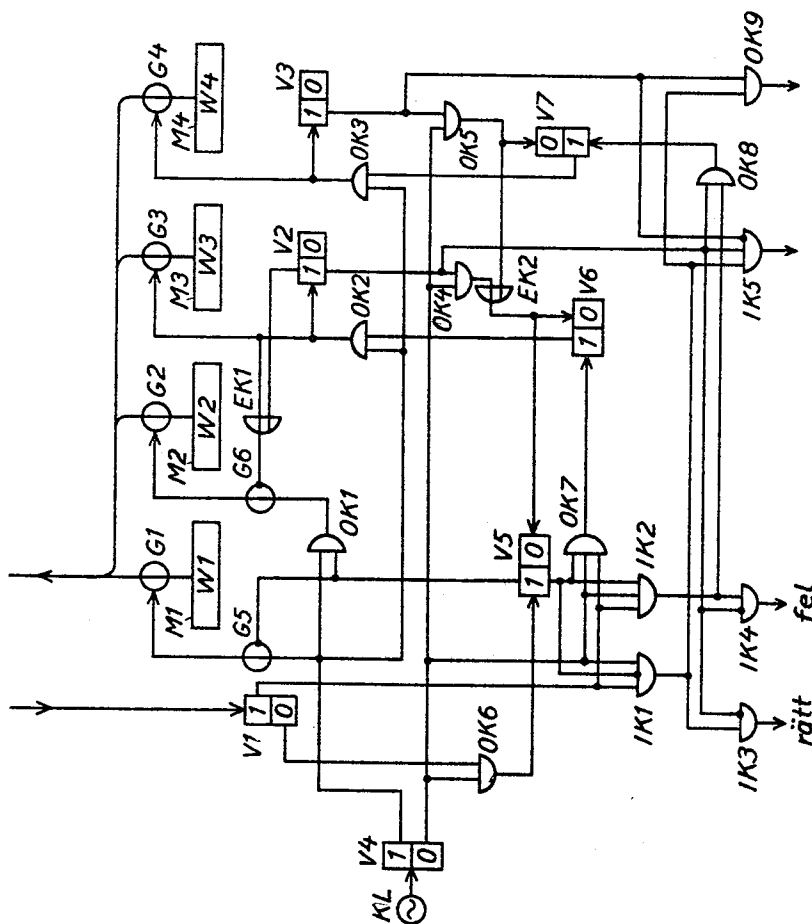 KL
V4
1
0
V1
1
0
M1
G1
W1
G5
M2
G2
W2
G6
EK1
OK1
M3
G3
W3
V2
1 0
OK2
M4
G4
W4
V3
1 0
OK3
OK4
OK5
EK2
V7
0
1
V6
1 0
V5
1 0
OK6
OK7
OK8
OK9
IK1
IK2
IK3
IK4
IK5
rätt
fel